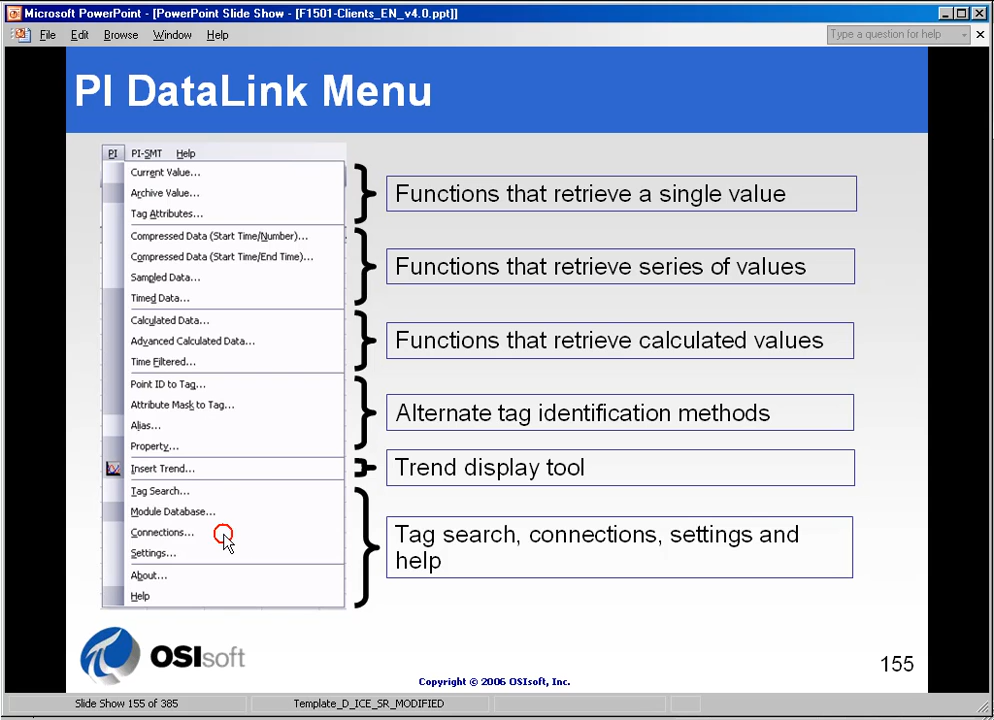 Microsoft PowerPoint - [PowerPoint Slide Show - [F1501-Clients_EN_v4.0.ppt]]
File Edit Browse Window Help
Type a question for help
PI DataLink Menu
PI PI-SMT Help
Current Value...
Archive Value...
Tag Attributes...
Compressed Data (Start Time/Number)...
Compressed Data (Start Time/End Time)...
Sampled Data...
Timed Data...
Calculated Data...
Advanced Calculated Data...
Time Filtered...
Point ID to Tag...
Attribute Mask to Tag...
Alias...
Property...
Insert Trend...
Tag Search...
Module Database...
Connections...
Settings...
About...
Help
Functions that retrieve a single value
Functions that retrieve series of values
Functions that retrieve calculated values
Alternate tag identification methods
Trend display tool
Tag search, connections, settings and
help
OSIsoft
Copyright © 2006 OSIsoft, Inc.
155
Slide Show 155 of 385
Template_D_ICE_SR_MODIFIED